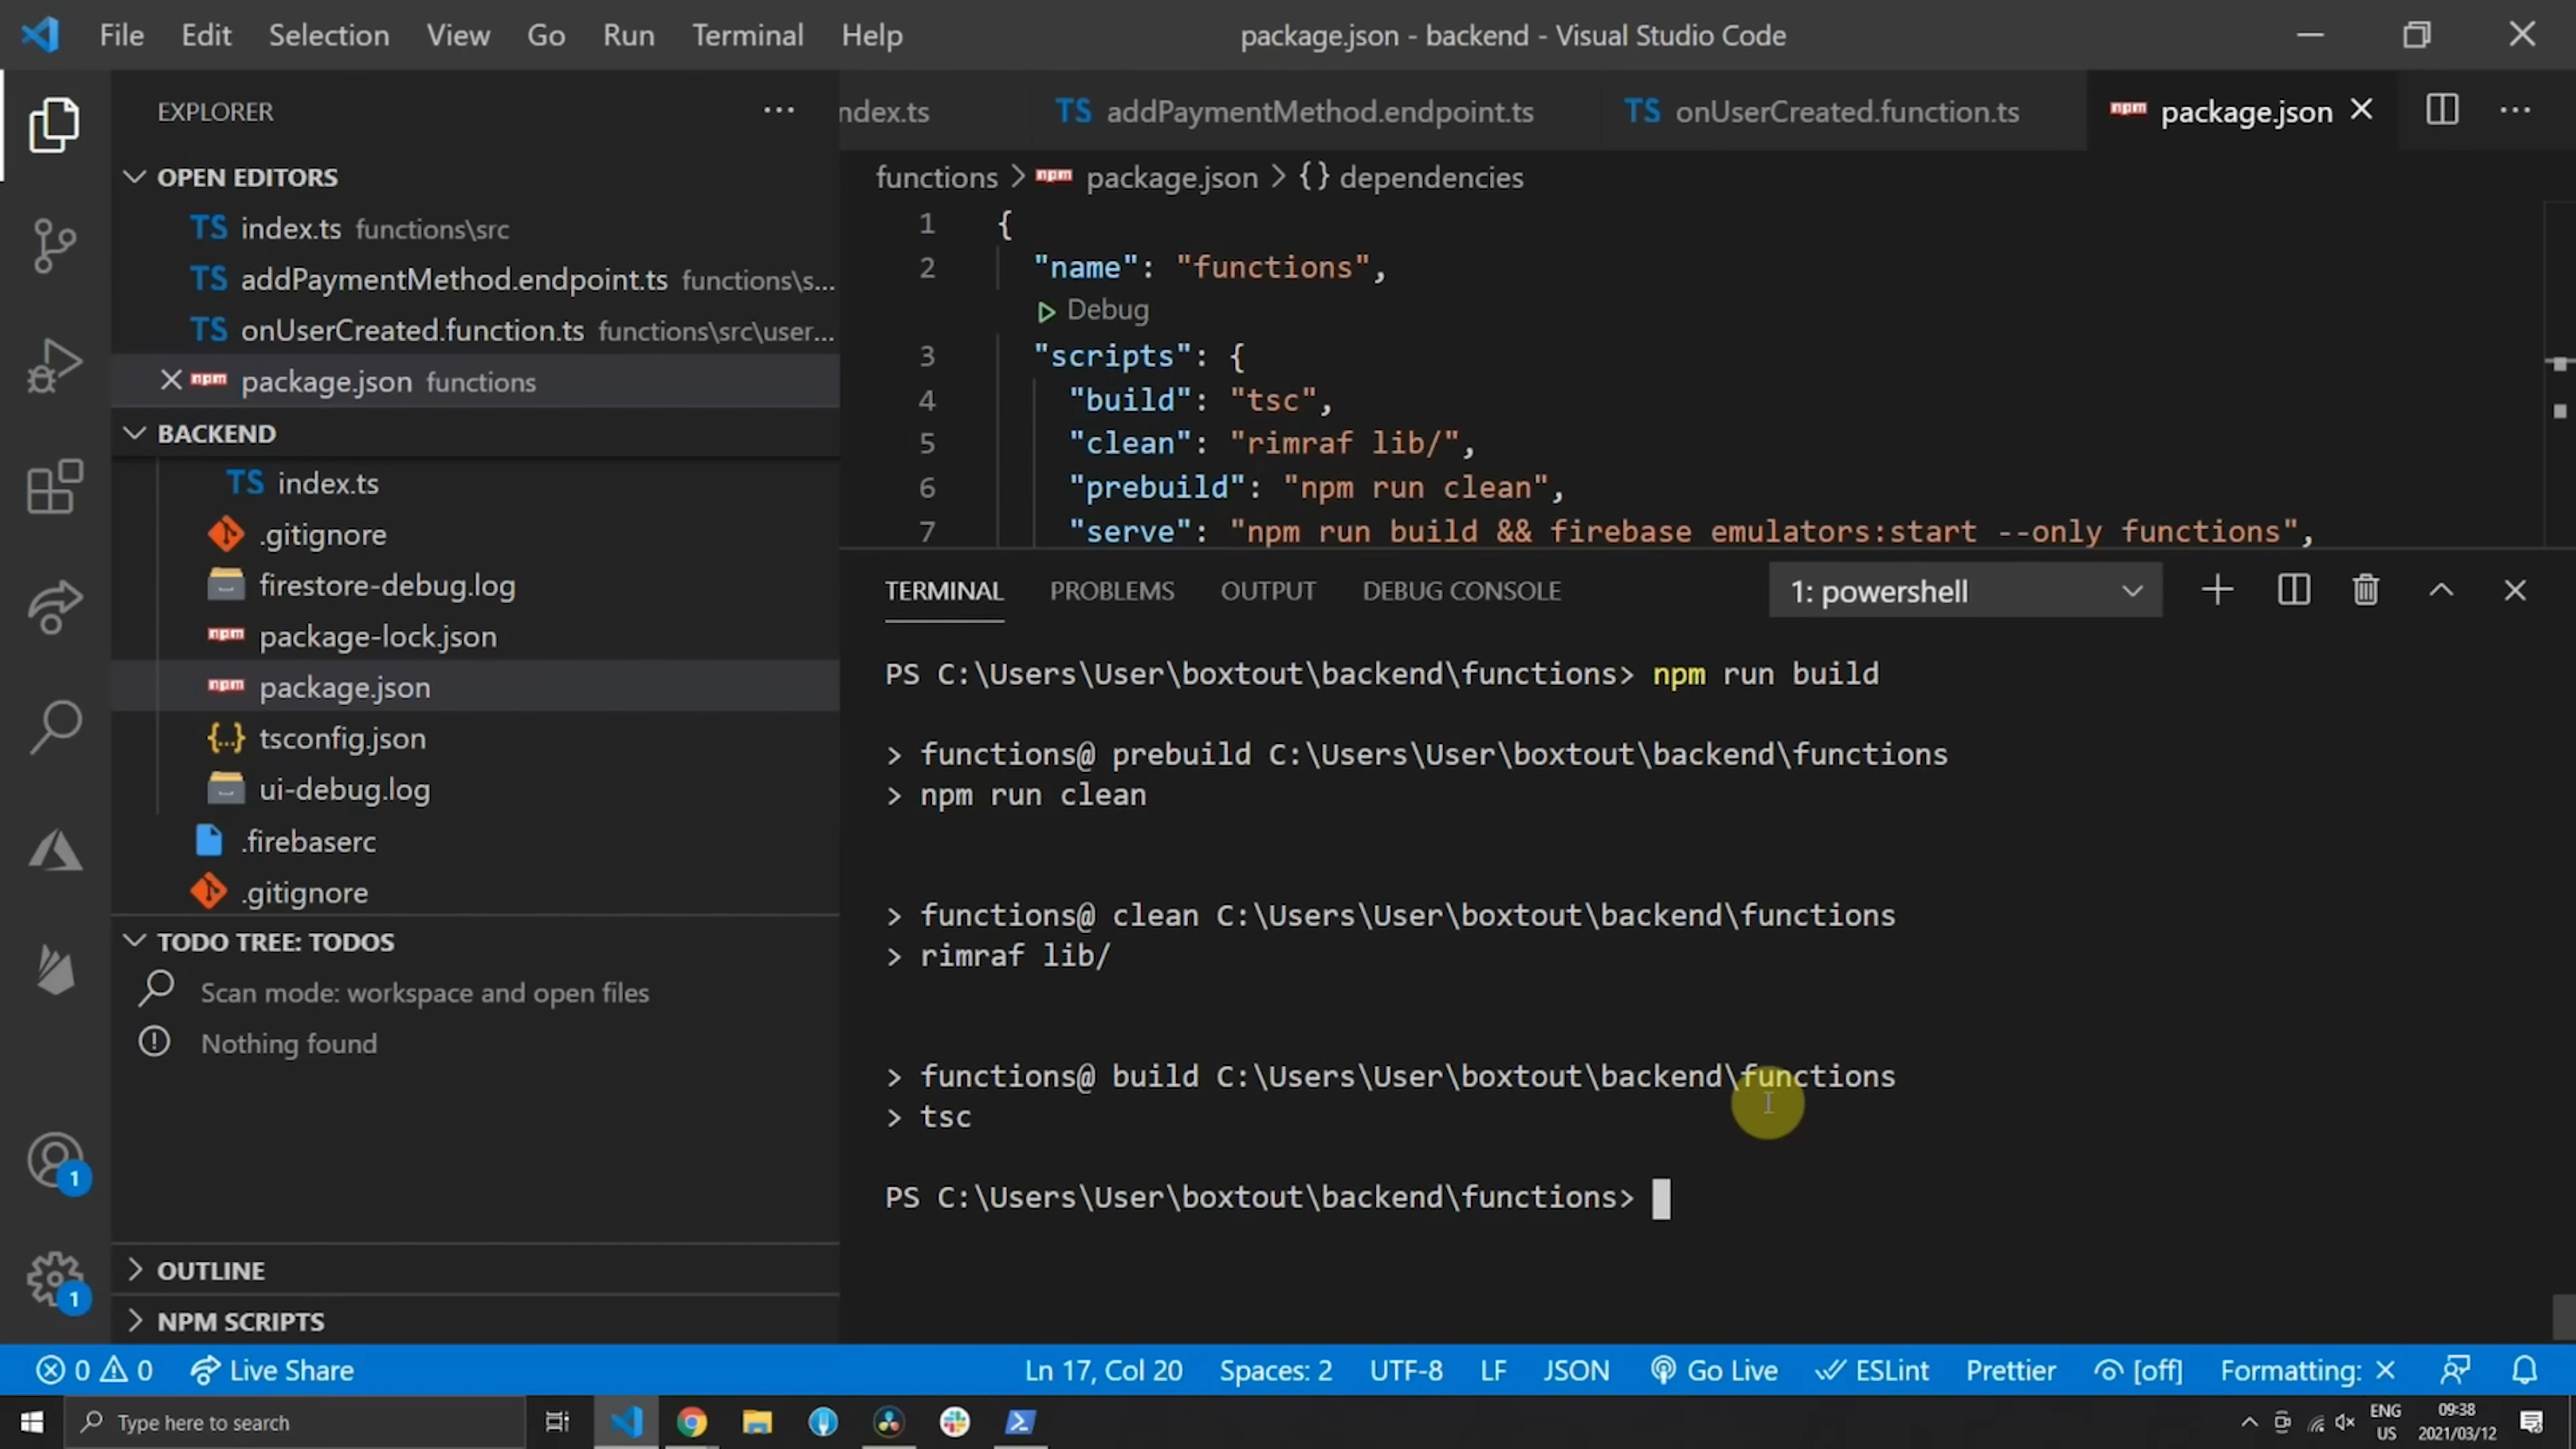 File Edit Selection View Go Run Terminal Help
package.json - backend - Visual Studio Code
EXPLORER
OPEN EDITORS
TS index.ts functions\src
TS addPaymentMethod.endpoint.ts functions\s...
TS onUserCreated.function.ts functions\src\user...
npm package.json functions
BACKEND
TS index.ts
.gitignore
firestore-debug.log
npm package-lock.json
npm package.json
{...} tsconfig.json
ui-debug.log
.firebaserc
.gitignore
TODO TREE: TODOS
Scan mode: workspace and open files
Nothing found
1
1
OUTLINE
NPM SCRIPTS
ndex.ts TS addPaymentMethod.endpoint.ts TS onUserCreated.function.ts npm package.json
functions > npm package.json > {} dependencies
1 {
2 "name": "functions",
Debug
3 "scripts": {
4 "build": "tsc",
5 "clean": "rimraf lib/",
6 "prebuild": "npm run clean",
7 "serve": "npm run build && firebase emulators:start --only functions",
TERMINAL PROBLEMS OUTPUT DEBUG CONSOLE 1: powershell
PS C:\Users\User\boxtout\backend\functions> npm run build
> functions@ prebuild C:\Users\User\boxtout\backend\functions
> npm run clean
> functions@ clean C:\Users\User\boxtout\backend\functions
> rimraf lib/
> functions@ build C:\Users\User\boxtout\backend\functions
> tsc
PS C:\Users\User\boxtout\backend\functions>
0 0 Live Share Ln 17, Col 20 Spaces: 2 UTF-8 LF JSON Go Live ESLint Prettier [off] Formatting: X
Type here to search
ENG
US
09:38
2021/03/12